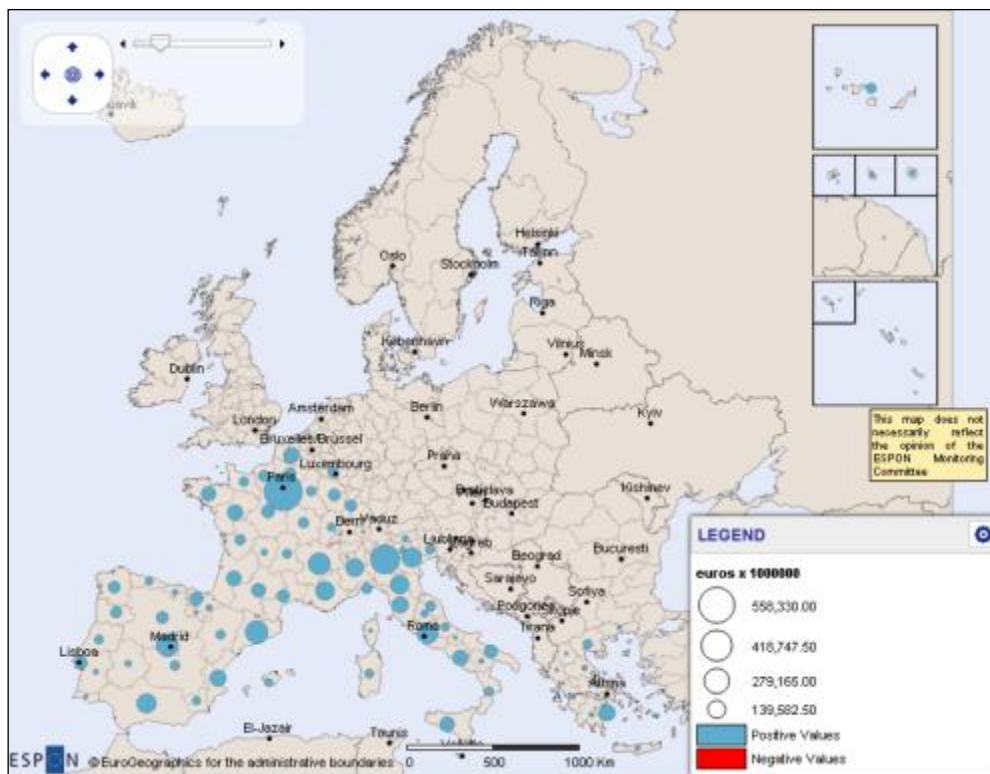 Helsinki
Tallinn
Oslo
Stockholm
Riga
København
Vilnius
Minsk
Dublin
London
Amsterdam
Berlin
Warszawa
Kyiv
Bruxelles/Brüssel
Luxembourg
Praha
Paris
Bratislava
Kishinev
Budapest
Bern
Vaduz
Ljubljana
Zagreb
Beograd
Bucuresti
Sarajevo
Sofiya
Podgorica
Skopje
Roma
Tirana
Madrid
Lisboa
Athina
El-Jazair
Tounis
This map does not
necessarily reflect
the opinion of the
ESPON Monitoring
Committee
LEGEND
euros x 1000000
558,330.00
418,747.50
279,165.00
139,582.50
Positive Values
Negative Values
ESPON
© EuroGeographics for the administrative boundaries
0 500 1000 Km